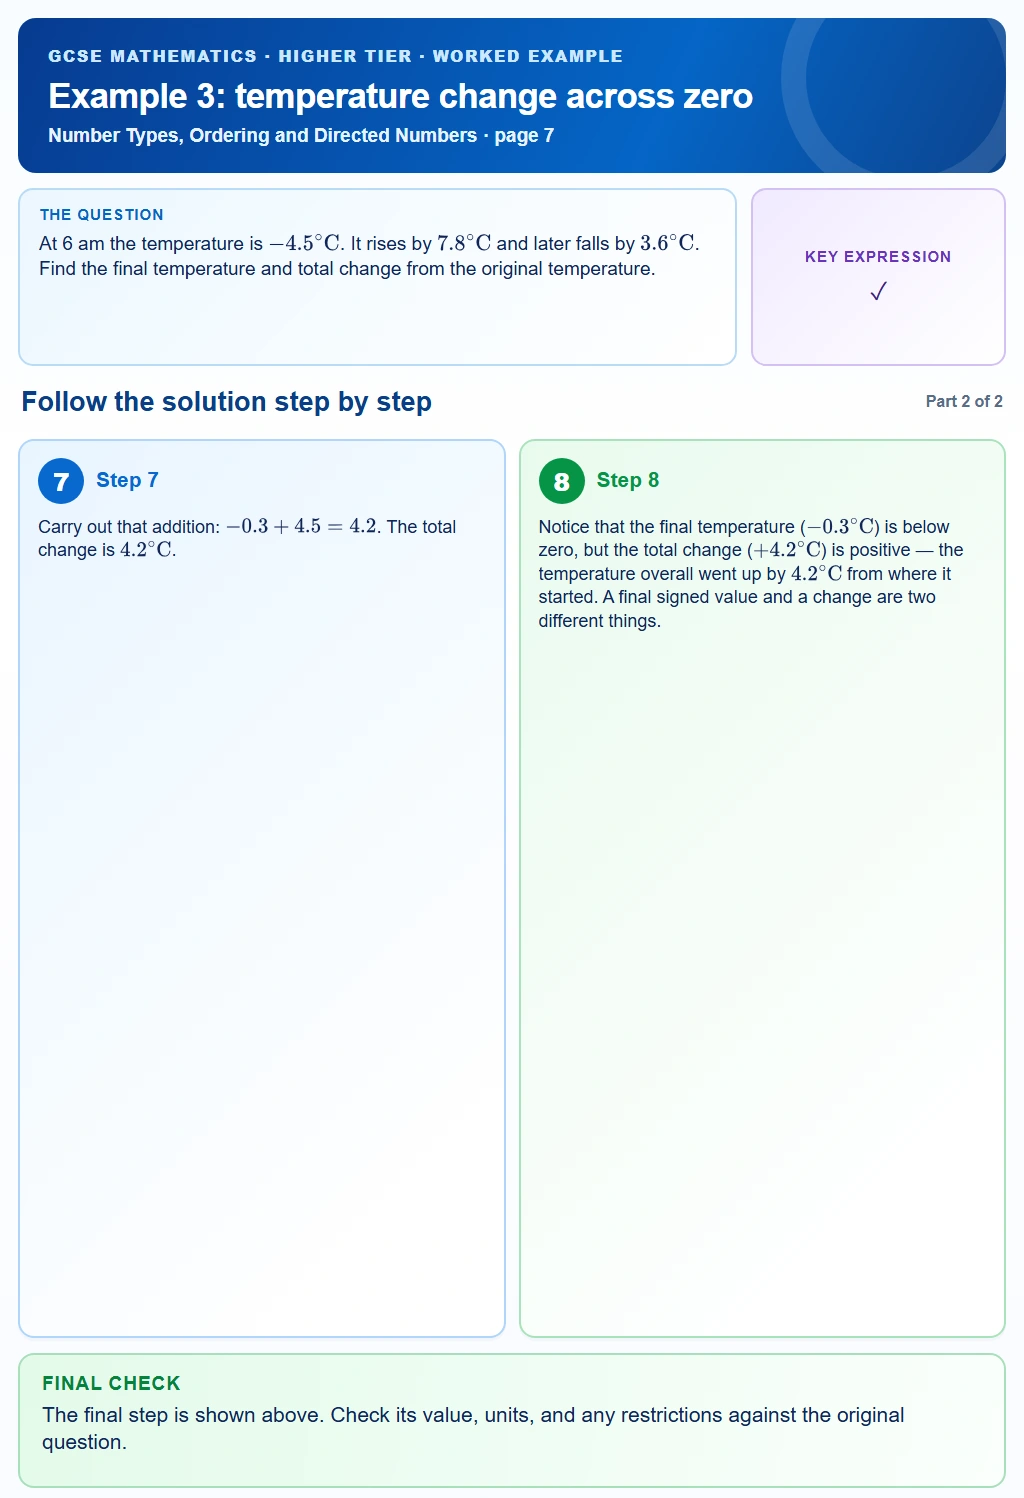 GCSE MATHEMATICS · HIGHER TIER · WORKED EXAMPLE
Example 3: temperature change across zero
Number Types, Ordering and Directed Numbers · page 7
THE QUESTION
At 6 am the temperature is −4.5°C. It rises by 7.8°C and later falls by 3.6°C.
Find the final temperature and total change from the original temperature.
KEY EXPRESSION
✓
Follow the solution step by step
Part 2 of 2
7 Step 7
Carry out that addition: −0.3 + 4.5 = 4.2. The total
change is 4.2°C.
8 Step 8
Notice that the final temperature (−0.3°C) is below
zero, but the total change (+4.2°C) is positive — the
temperature overall went up by 4.2°C from where it
started. A final signed value and a change are two
different things.
FINAL CHECK
The final step is shown above. Check its value, units, and any restrictions against the original
question.